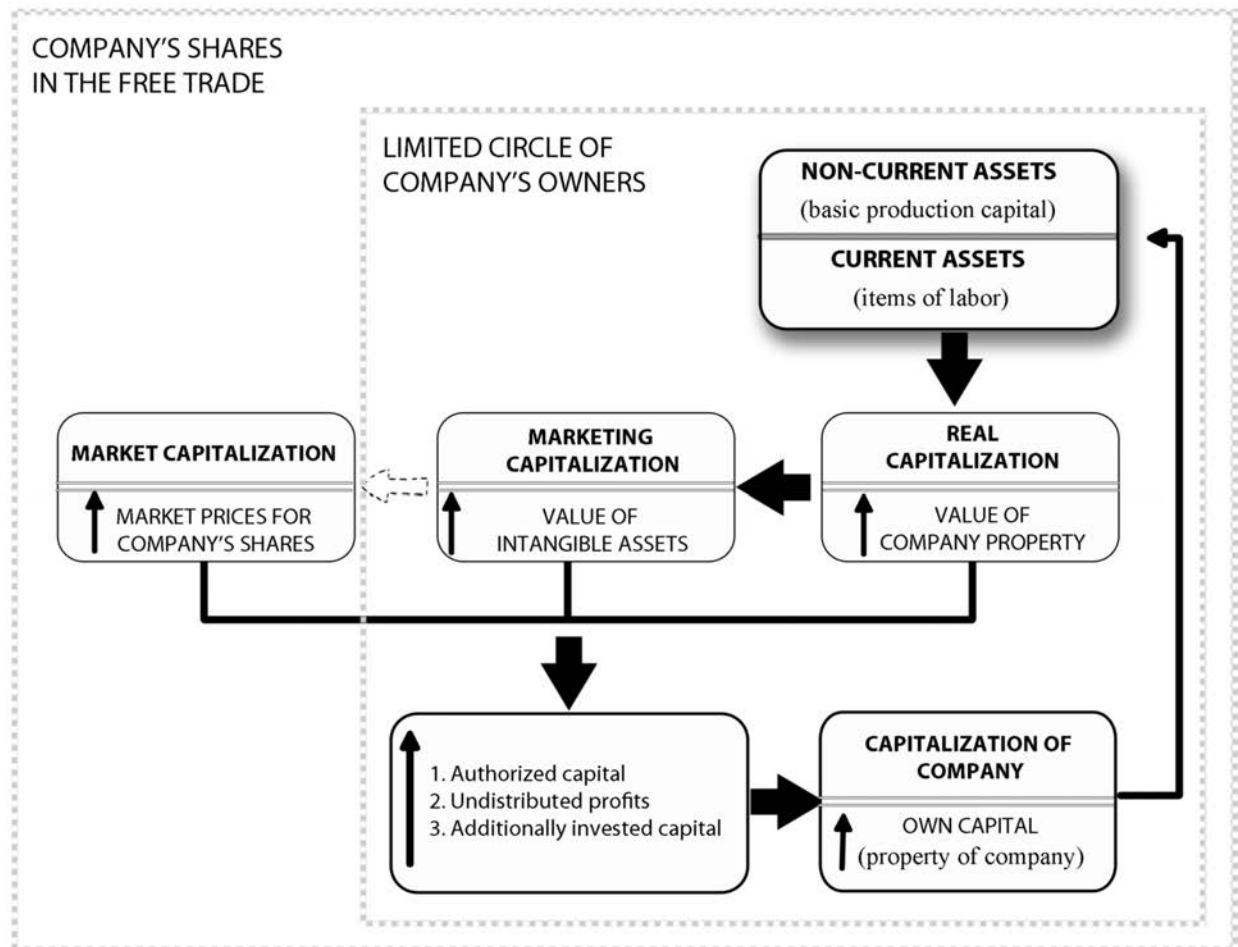 COMPANY'S SHARES
IN THE FREE TRADE
LIMITED CIRCLE OF
COMPANY'S OWNERS
NON-CURRENT ASSETS
(basic production capital)
CURRENT ASSETS
(items of labor)
MARKET CAPITALIZATION
MARKET PRICES FOR
COMPANY'S SHARES
MARKETING
CAPITALIZATION
VALUE OF
INTANGIBLE ASSETS
REAL
CAPITALIZATION
VALUE OF
COMPANY PROPERTY
1. Authorized capital
2. Undistributed profits
3. Additionally invested capital
CAPITALIZATION OF
COMPANY
OWN CAPITAL
(property of company)